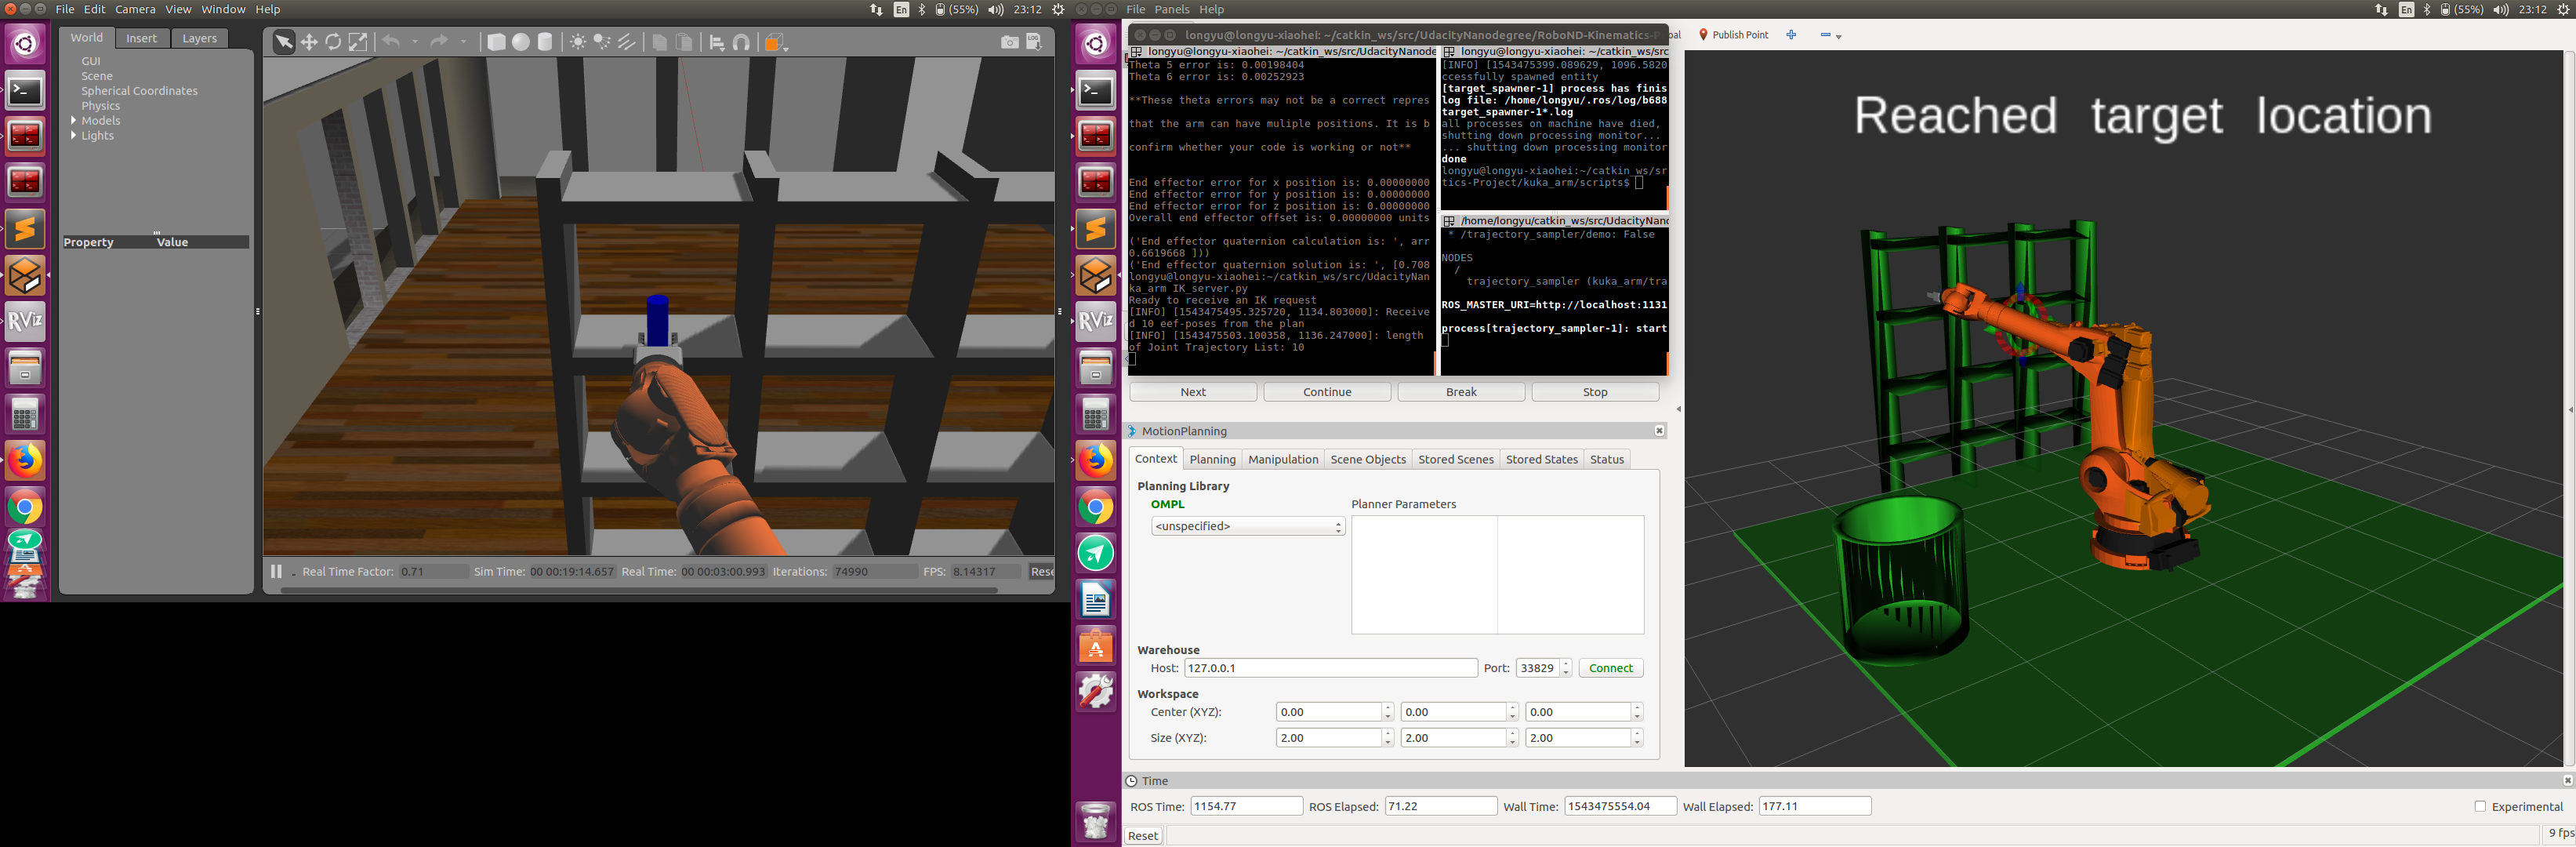 File Edit Camera View Window Help
En (55%) 23:12
World Insert Layers
GUI
Scene
Spherical Coordinates
Physics
Models
Lights
Property Value
RViz
Real Time Factor: 0.71 Sim Time: 00 00:19:14.657 Real Time: 00 00:03:00.993 Iterations: 74990 FPS: 8.14317 Rese
File Panels Help
En (55%) 23:12
longyu@longyu-xiaohei: ~/catkin_ws/src/UdacityNanodegree/RoboND-Kinematics-P
oal Publish Point
longyu@longyu-xiaohei: ~/catkin_ws/src/UdacityNanode
Theta 5 error is: 0.00198404
Theta 6 error is: 0.00252923
**These theta errors may not be a correct repres
that the arm can have muliple positions. It is b
confirm whether your code is working or not**
End effector error for x position is: 0.00000000
End effector error for y position is: 0.00000000
End effector error for z position is: 0.00000000
Overall end effector offset is: 0.00000000 units
('End effector quaternion calculation is: ', arr
0.6619668 ]))
('End effector quaternion solution is: ', [0.708
longyu@longyu-xiaohei:~/catkin_ws/src/UdacityNan
ka_arm IK_server.py
Ready to receive an IK request
[INFO] [1543475495.325720, 1134.803000]: Receive
d 10 eef-poses from the plan
[INFO] [1543475503.100358, 1136.247000]: length
of Joint Trajectory List: 10
longyu@longyu-xiaohei: ~/catkin_ws/src
[INFO] [1543475399.089629, 1096.5820
ccessfully spawned entity
[target_spawner-1] process has finis
log file: /home/longyu/.ros/log/b688
target_spawner-1*.log
all processes on machine have died,
shutting down processing monitor...
... shutting down processing monitor
done
longyu@longyu-xiaohei:~/catkin_ws/sr
tics-Project/kuka_arm/scripts$
/home/longyu/catkin_ws/src/UdacityNano
* /trajectory_sampler/demo: False
NODES
/
trajectory_sampler (kuka_arm/tra
ROS_MASTER_URI=http://localhost:1131
process[trajectory_sampler-1]: start
RViz
Next Continue Break Stop
MotionPlanning
Context Planning Manipulation Scene Objects Stored Scenes Stored States Status
Planning Library
OMPL
<unspecified>
Planner Parameters
Warehouse
Host: 127.0.0.1 Port: 33829 Connect
Workspace
Center (XYZ): 0.00 0.00 0.00
Size (XYZ): 2.00 2.00 2.00
Reached target location
Time
ROS Time: 1154.77 ROS Elapsed: 71.22 Wall Time: 1543475554.04 Wall Elapsed: 177.11 Experimental
Reset
9 fps